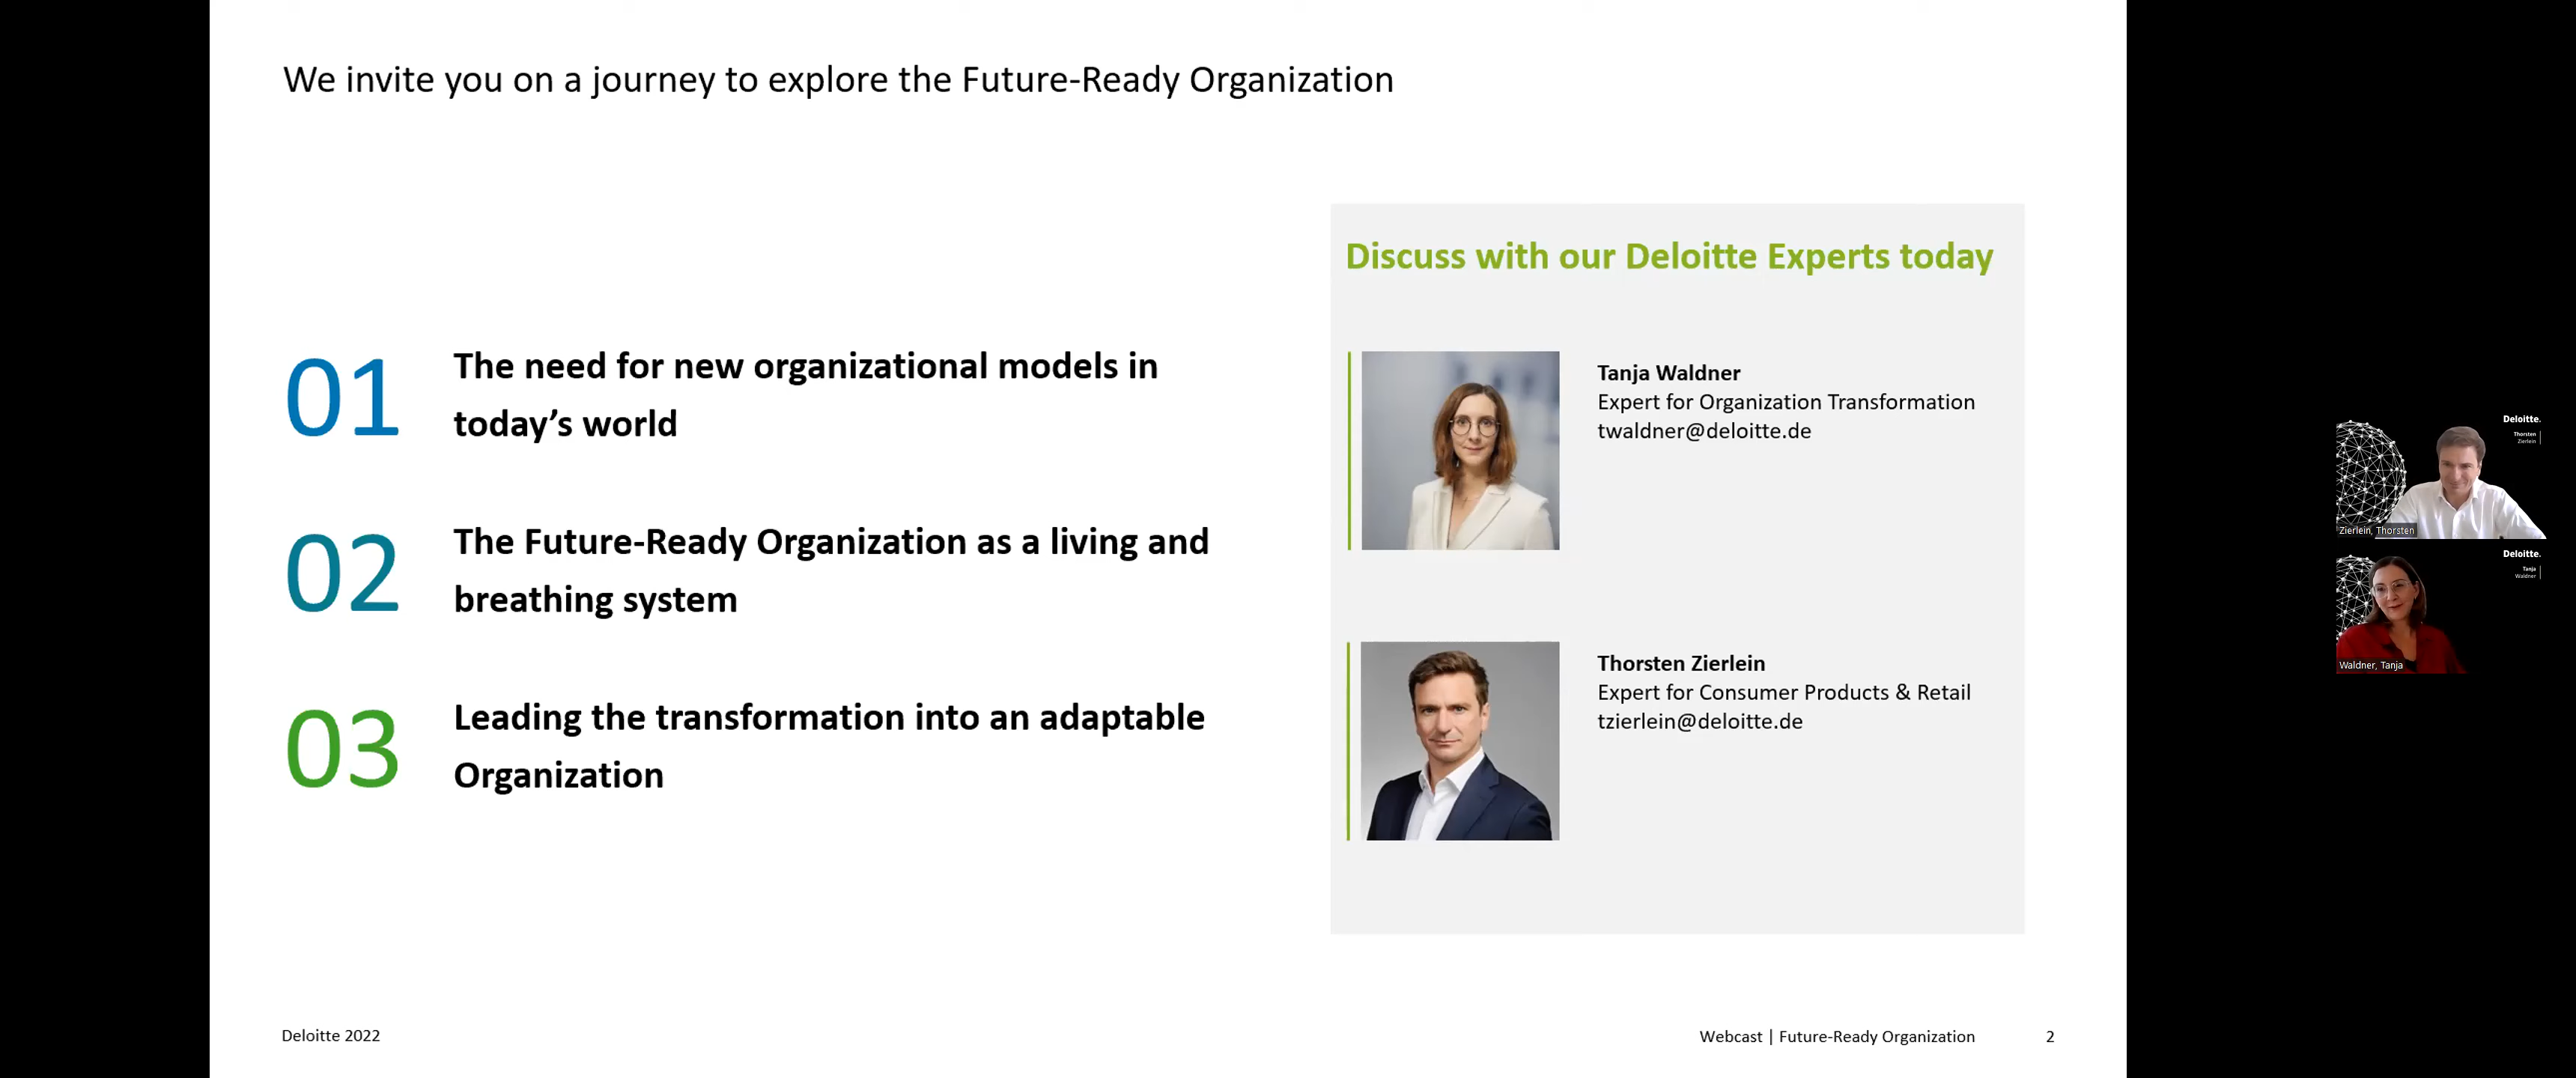 We invite you on a journey to explore the Future-Ready Organization
01
The need for new organizational models in
today’s world
02
The Future-Ready Organization as a living and
breathing system
03
Leading the transformation into an adaptable
Organization
Discuss with our Deloitte Experts today
Tanja Waldner
Expert for Organization Transformation
twaldner@deloitte.de
Thorsten Zierlein
Expert for Consumer Products & Retail
tzierlein@deloitte.de
Deloitte 2022
Webcast | Future-Ready Organization
2
Deloitte.
Thorsten
Zierlein
Zierlein, Thorsten
Deloitte.
Tanja
Waldner
Waldner, Tanja